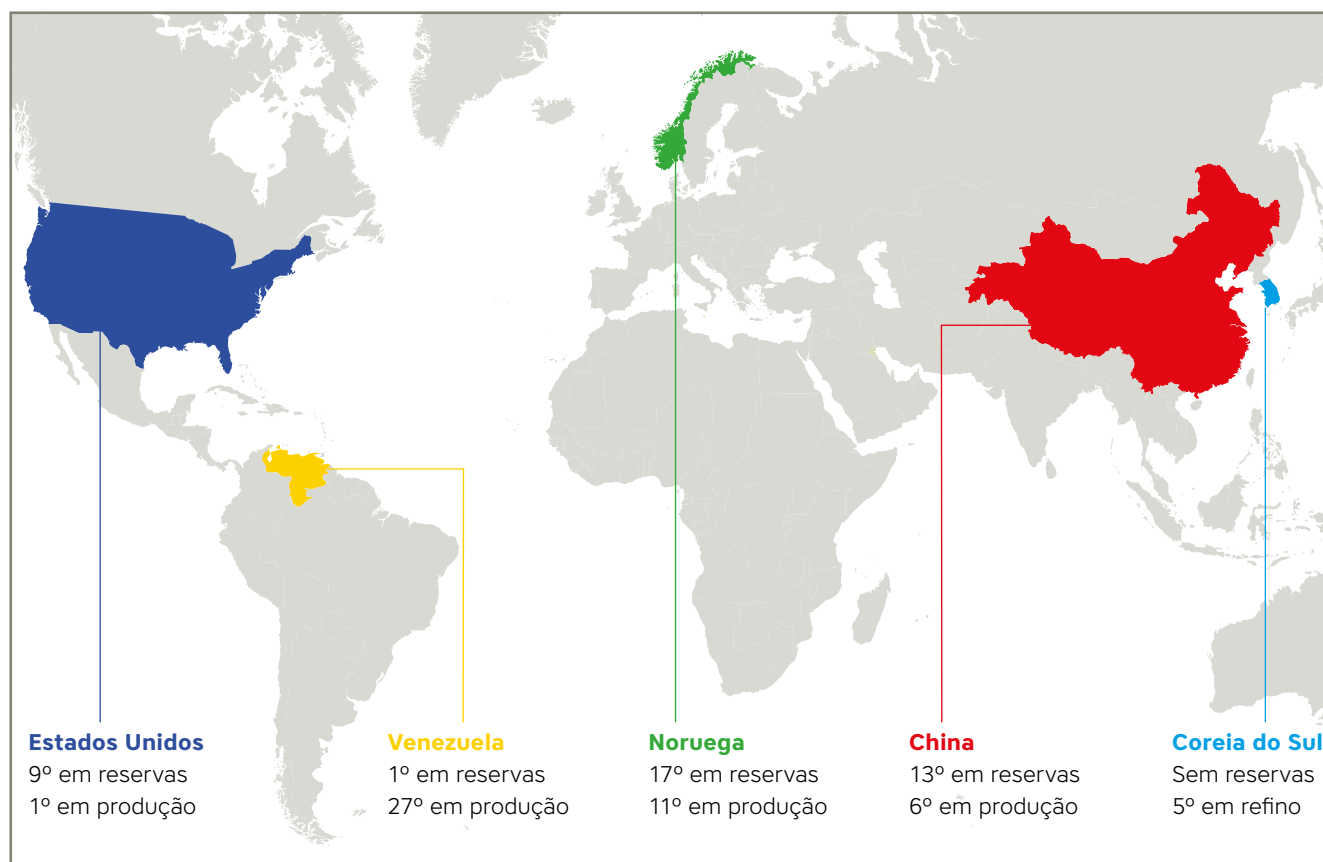 Estados Unidos
9º em reservas
1º em produção
Venezuela
1º em reservas
27º em produção
Noruega
17º em reservas
11º em produção
China
13º em reservas
6º em produção
Coreia do Sul
Sem reservas
5º em refino